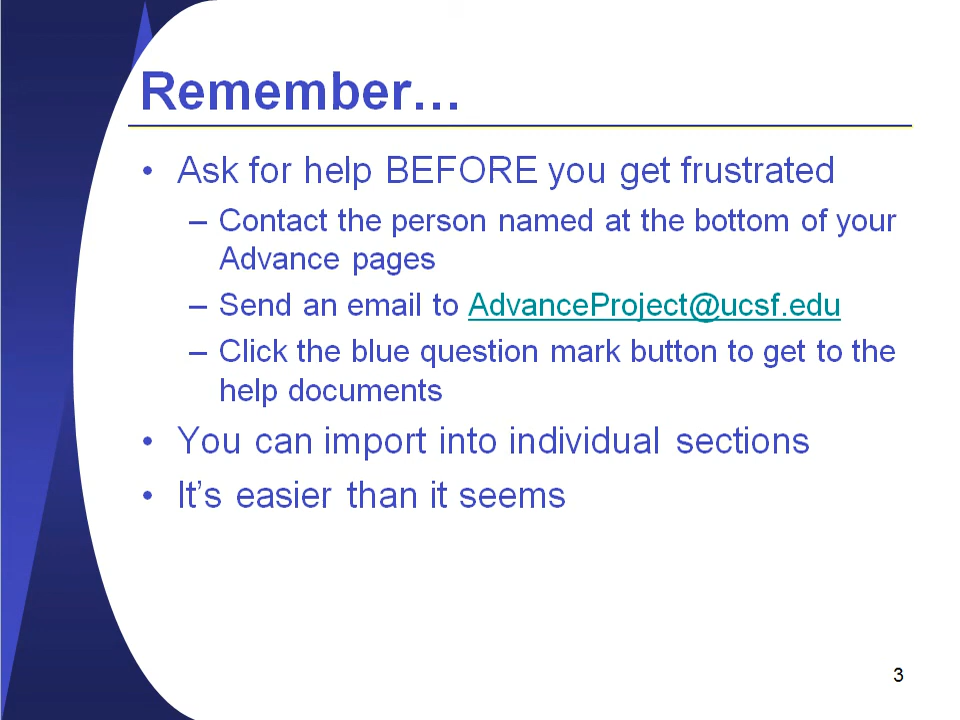 Remember…
• Ask for help BEFORE you get frustrated
– Contact the person named at the bottom of your
Advance pages
– Send an email to AdvanceProject@ucsf.edu
– Click the blue question mark button to get to the
help documents
• You can import into individual sections
• It’s easier than it seems
3